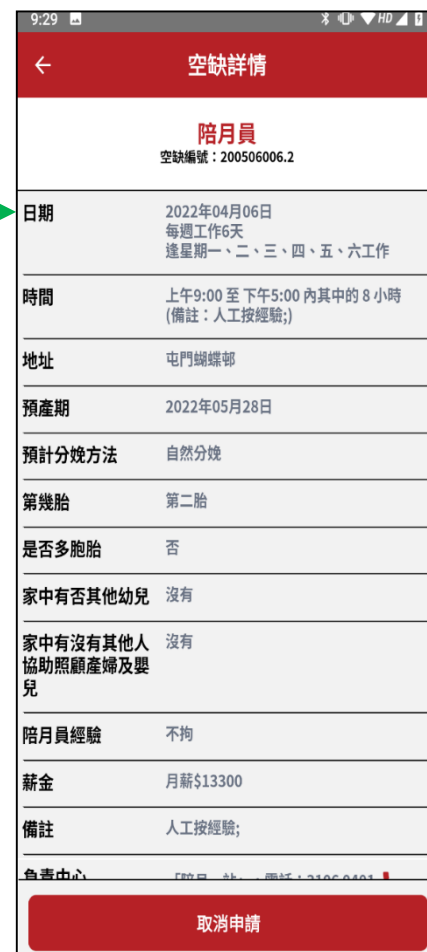 9:29
HD
空缺詳情
陪月員
空缺編號：200506006.2
日期
2022年04月06日
每週工作6天
逢星期一、二、三、四、五、六工作
時間
上午9:00 至 下午5:00 內其中的 8 小時
(備註：人工按經驗;)
地址
屯門蝴蝶邨
預產期
2022年05月28日
預計分娩方法
自然分娩
第幾胎
第二胎
是否多胞胎
否
家中有否其他幼兒
沒有
家中有沒有其他人
協助照顧產婦及嬰
兒
沒有
陪月員經驗
不拘
薪金
月薪$13300
備註
人工按經驗;
負責中心
取消申請